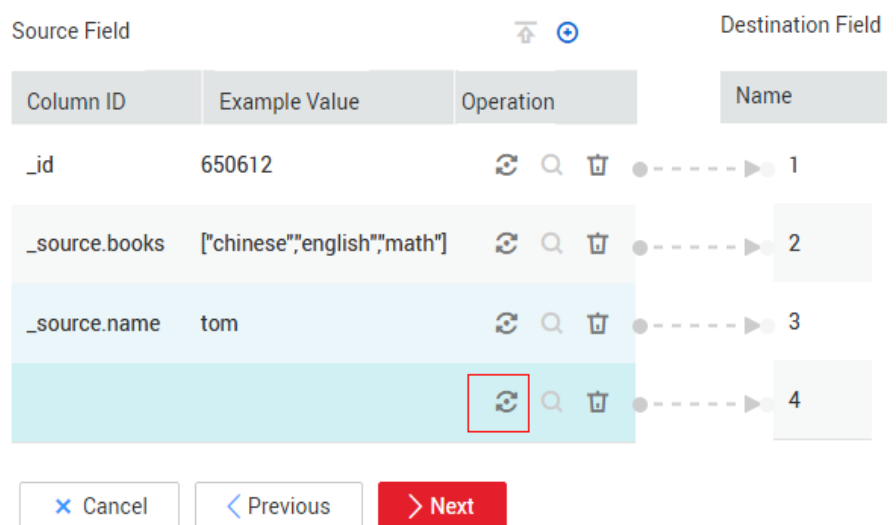 Source Field
Destination Field
Column ID Example Value Operation Name
_id 650612 1
_source.books ["chinese","english","math"] 2
_source.name tom 3
4
Cancel Previous Next